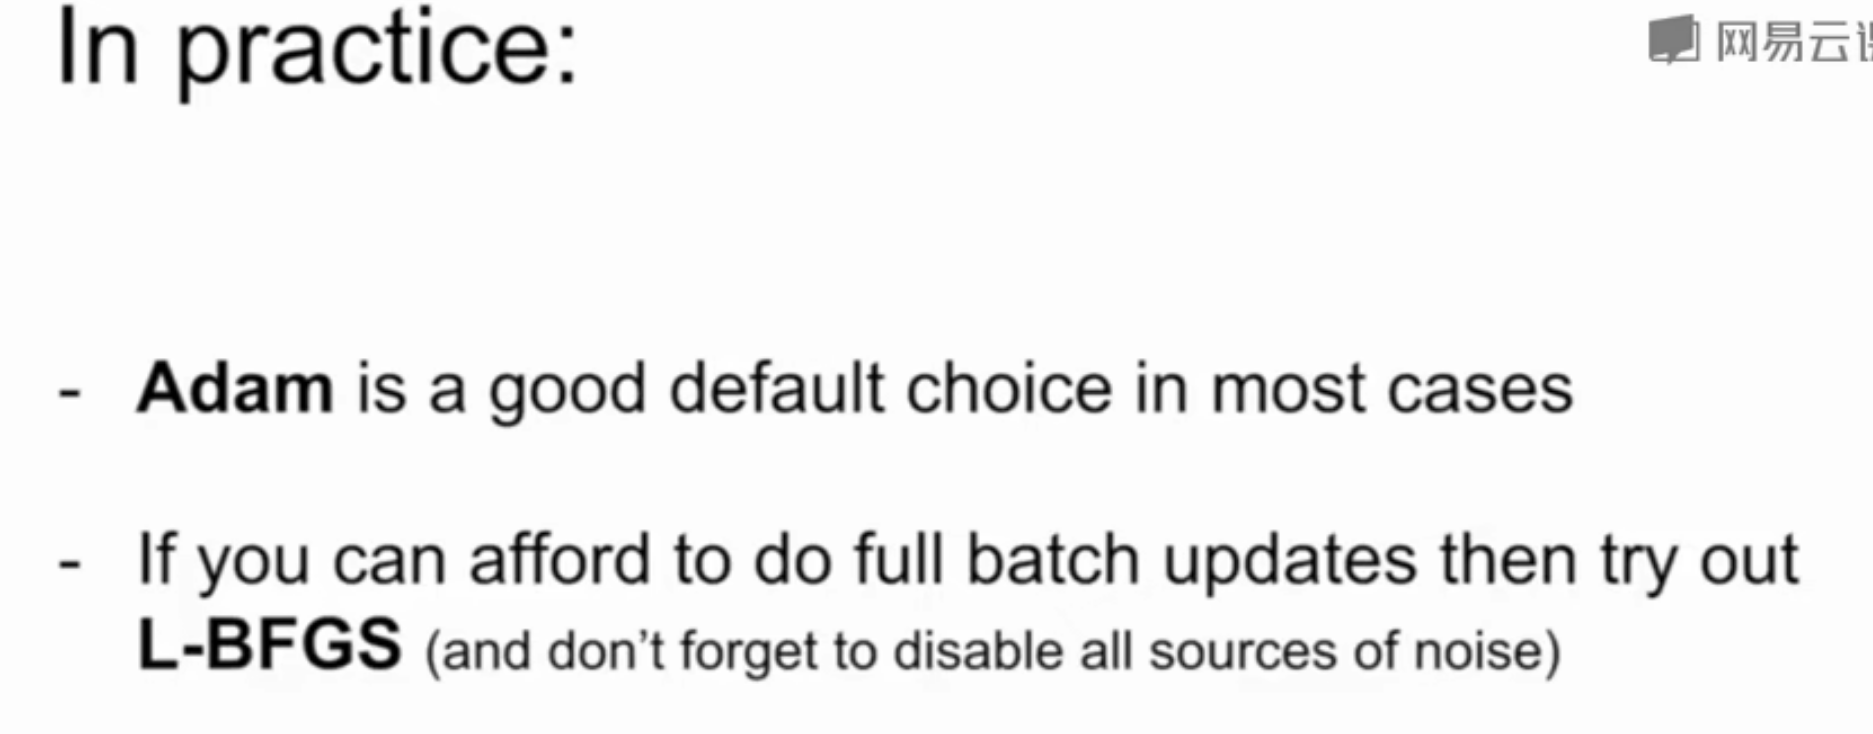 In practice:
网易云
- Adam is a good default choice in most cases
- If you can afford to do full batch updates then try out
L-BFGS (and don’t forget to disable all sources of noise)